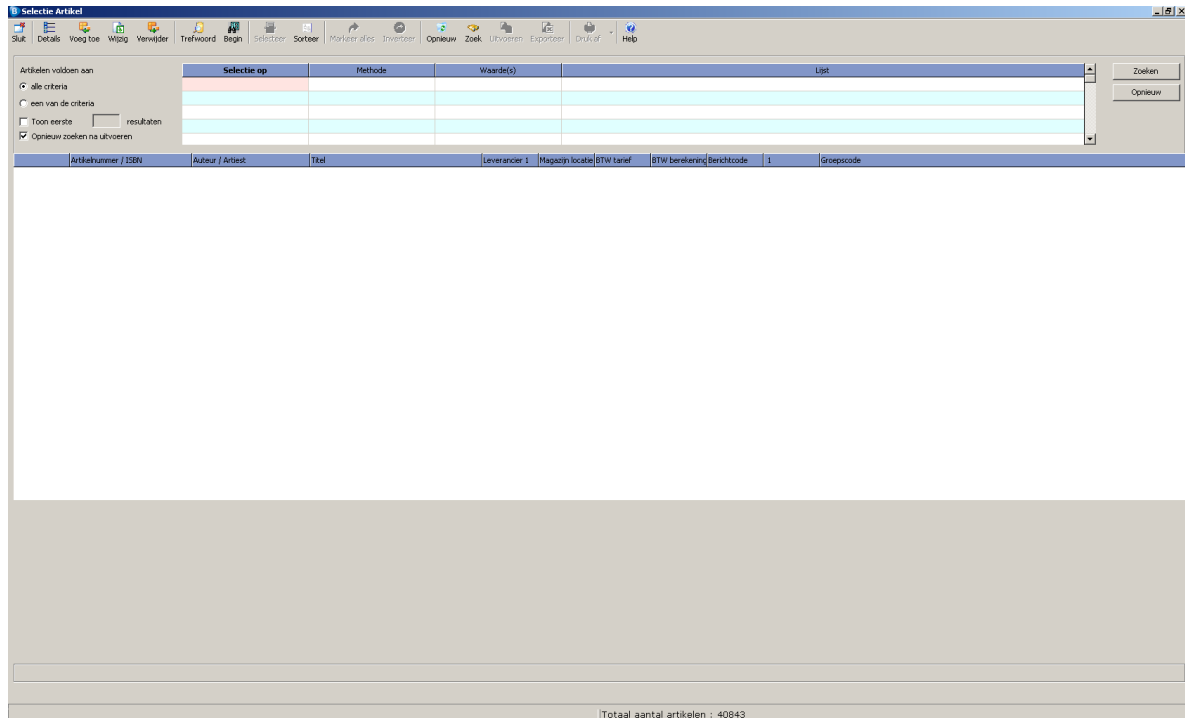 Selectie Artikel
Sluit Details Voeg toe Wijzig Verwijder Trefwoord Begin Selecteer Sorteer Markeer alles Inverteer Opnieuw Zoek Uitvoeren Exporteer Druk af Help
Artikelen voldoen aan
alle criteria
een van de criteria
Toon eerste resultaten
Opnieuw zoeken na uitvoeren
Selectie op Methode Waarde(s) Lijst
Zoeken
Opnieuw
Artikelnummer / ISBN Auteur / Artiest Titel Leverancier 1 Magazijn locatie BTW tarief BTW berekening Berichtcode 1 Groepscode
Totaal aantal artikelen : 40843